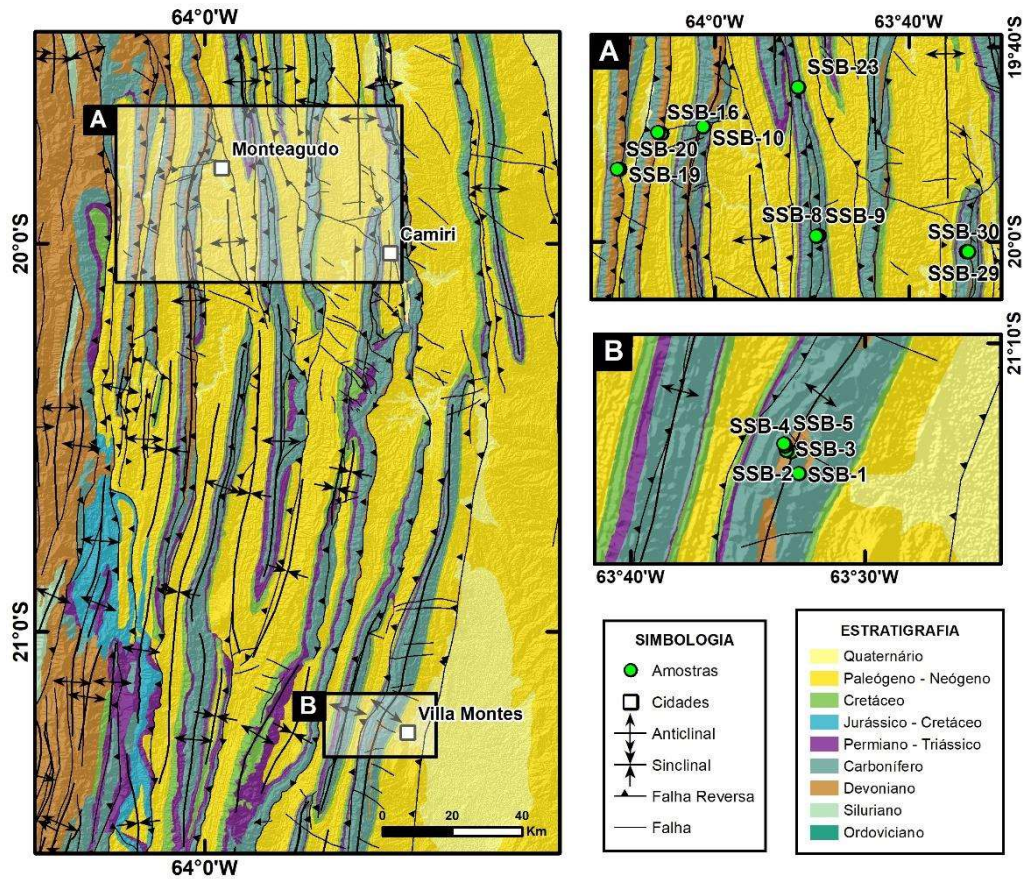 64°0'W
A
Monteagudo
Camiri
20°0'S
21°0'S
B
Villa Montes
0 20 40
Km
64°0'W
64°0'W 63°40'W
A
19°40'S
SSB-23
SSB-16
SSB-10
SSB-20
SSB-19
SSB-8 SSB-9
SSB-30
20°0'S
SSB-29
B
21°10'S
SSB-4 SSB-5
SSB-3
SSB-2 SSB-1
63°40'W 63°30'W
SIMBOLOGIA
Amostras
Cidades
Anticlinal
Sinclinal
Falha Reversa
Falha
ESTRATIGRAFIA
Quaternário
Paleógeno - Neógeno
Cretáceo
Jurássico - Cretáceo
Permiano - Triássico
Carbonífero
Devoniano
Siluriano
Ordoviciano